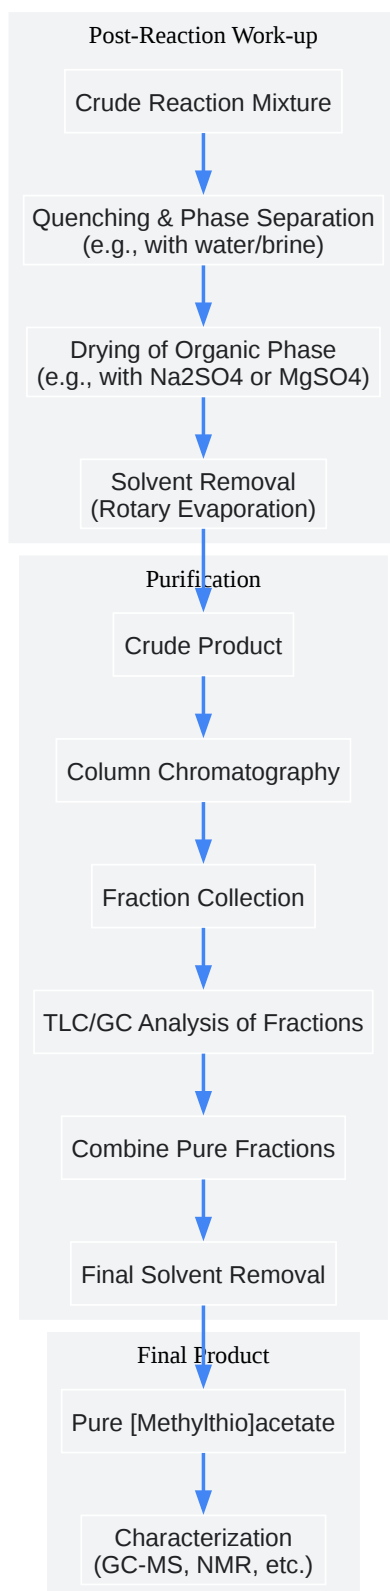 Post-Reaction Work-up
Crude Reaction Mixture
Quenching & Phase Separation
(e.g., with water/brine)
Drying of Organic Phase
(e.g., with Na2SO4 or MgSO4)
Solvent Removal
(Rotary Evaporation)
Purification
Crude Product
Column Chromatography
Fraction Collection
TLC/GC Analysis of Fractions
Combine Pure Fractions
Final Solvent Removal
Final Product
Pure [Methylthio]acetate
Characterization
(GC-MS, NMR, etc.)